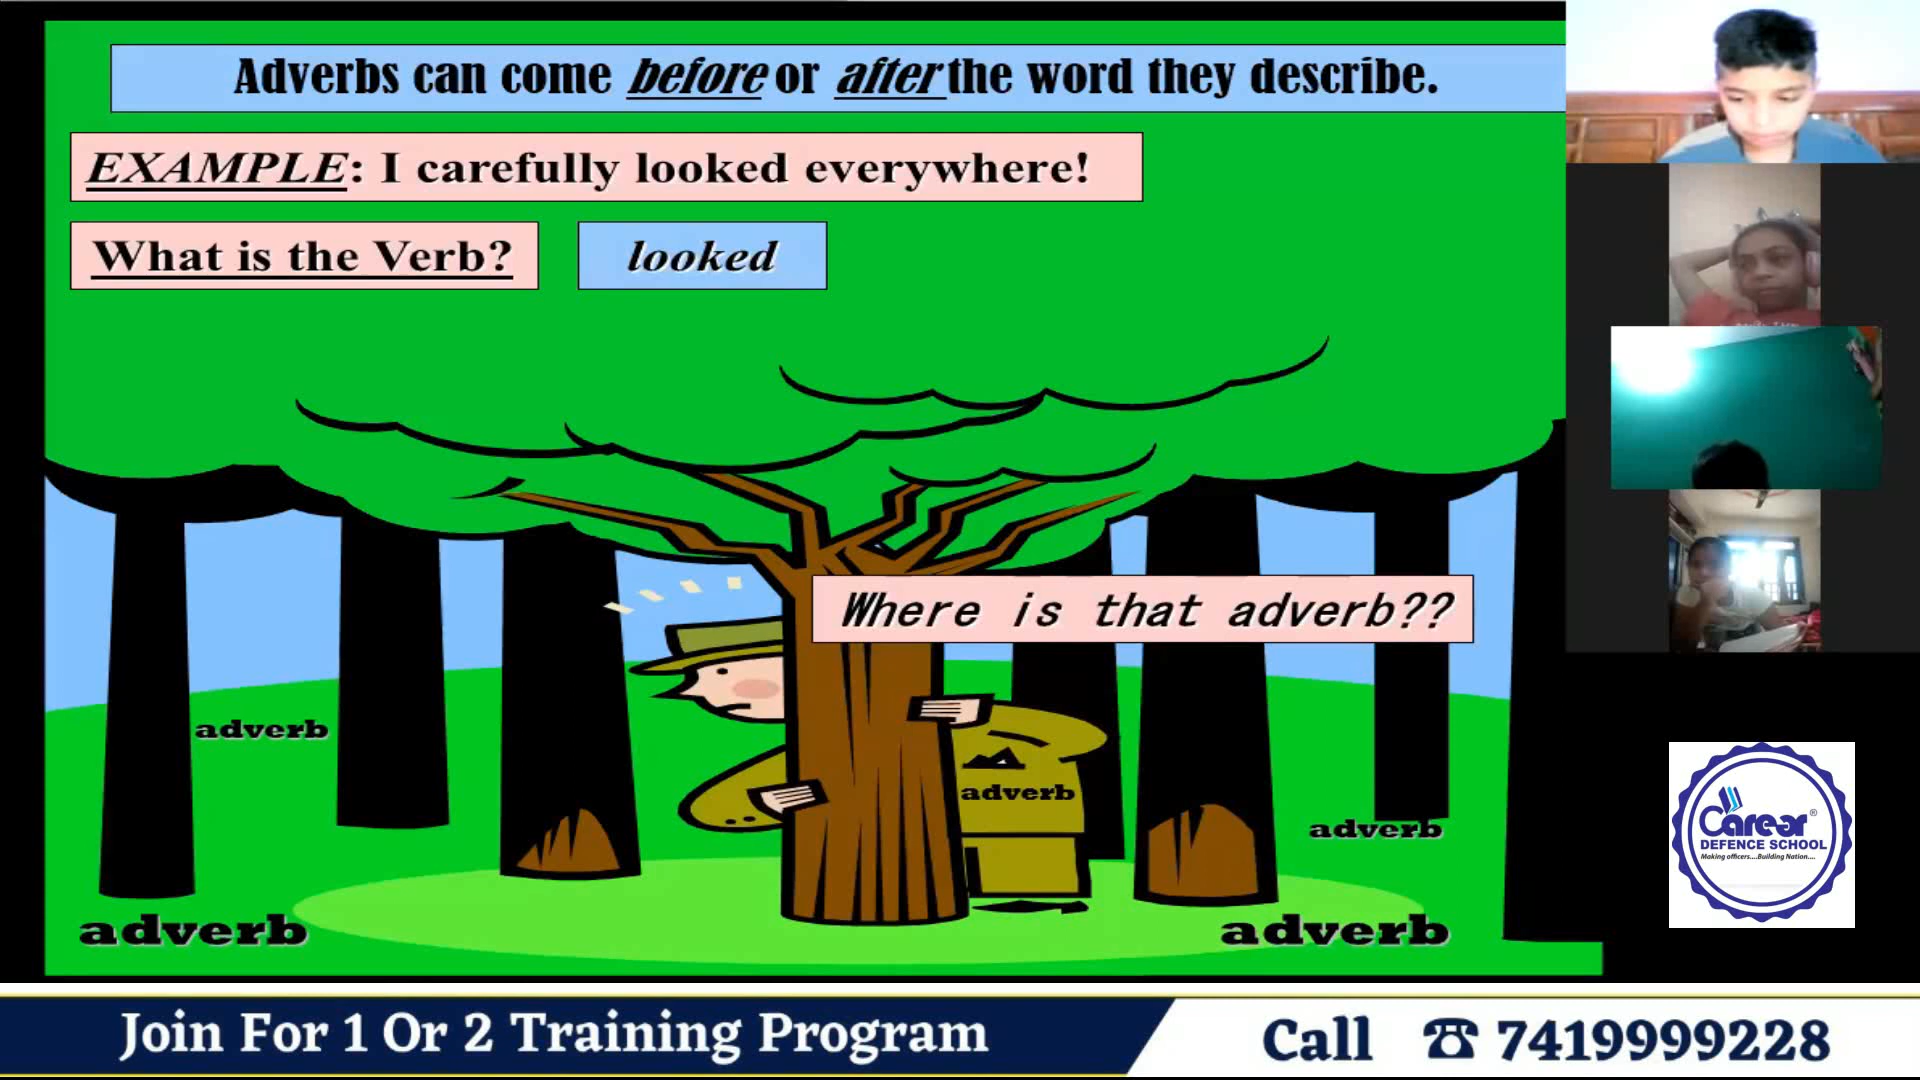 Adverbs can come before or after the word they describe.
EXAMPLE: I carefully looked everywhere!
What is the Verb?
looked
Where is that adverb??
adverb
adverb
adverb
adverb
adverb
Career®
DEFENCE SCHOOL
Making officers....Building Nation....
Join For 1 Or 2 Training Program
Call ☎ 7419999228